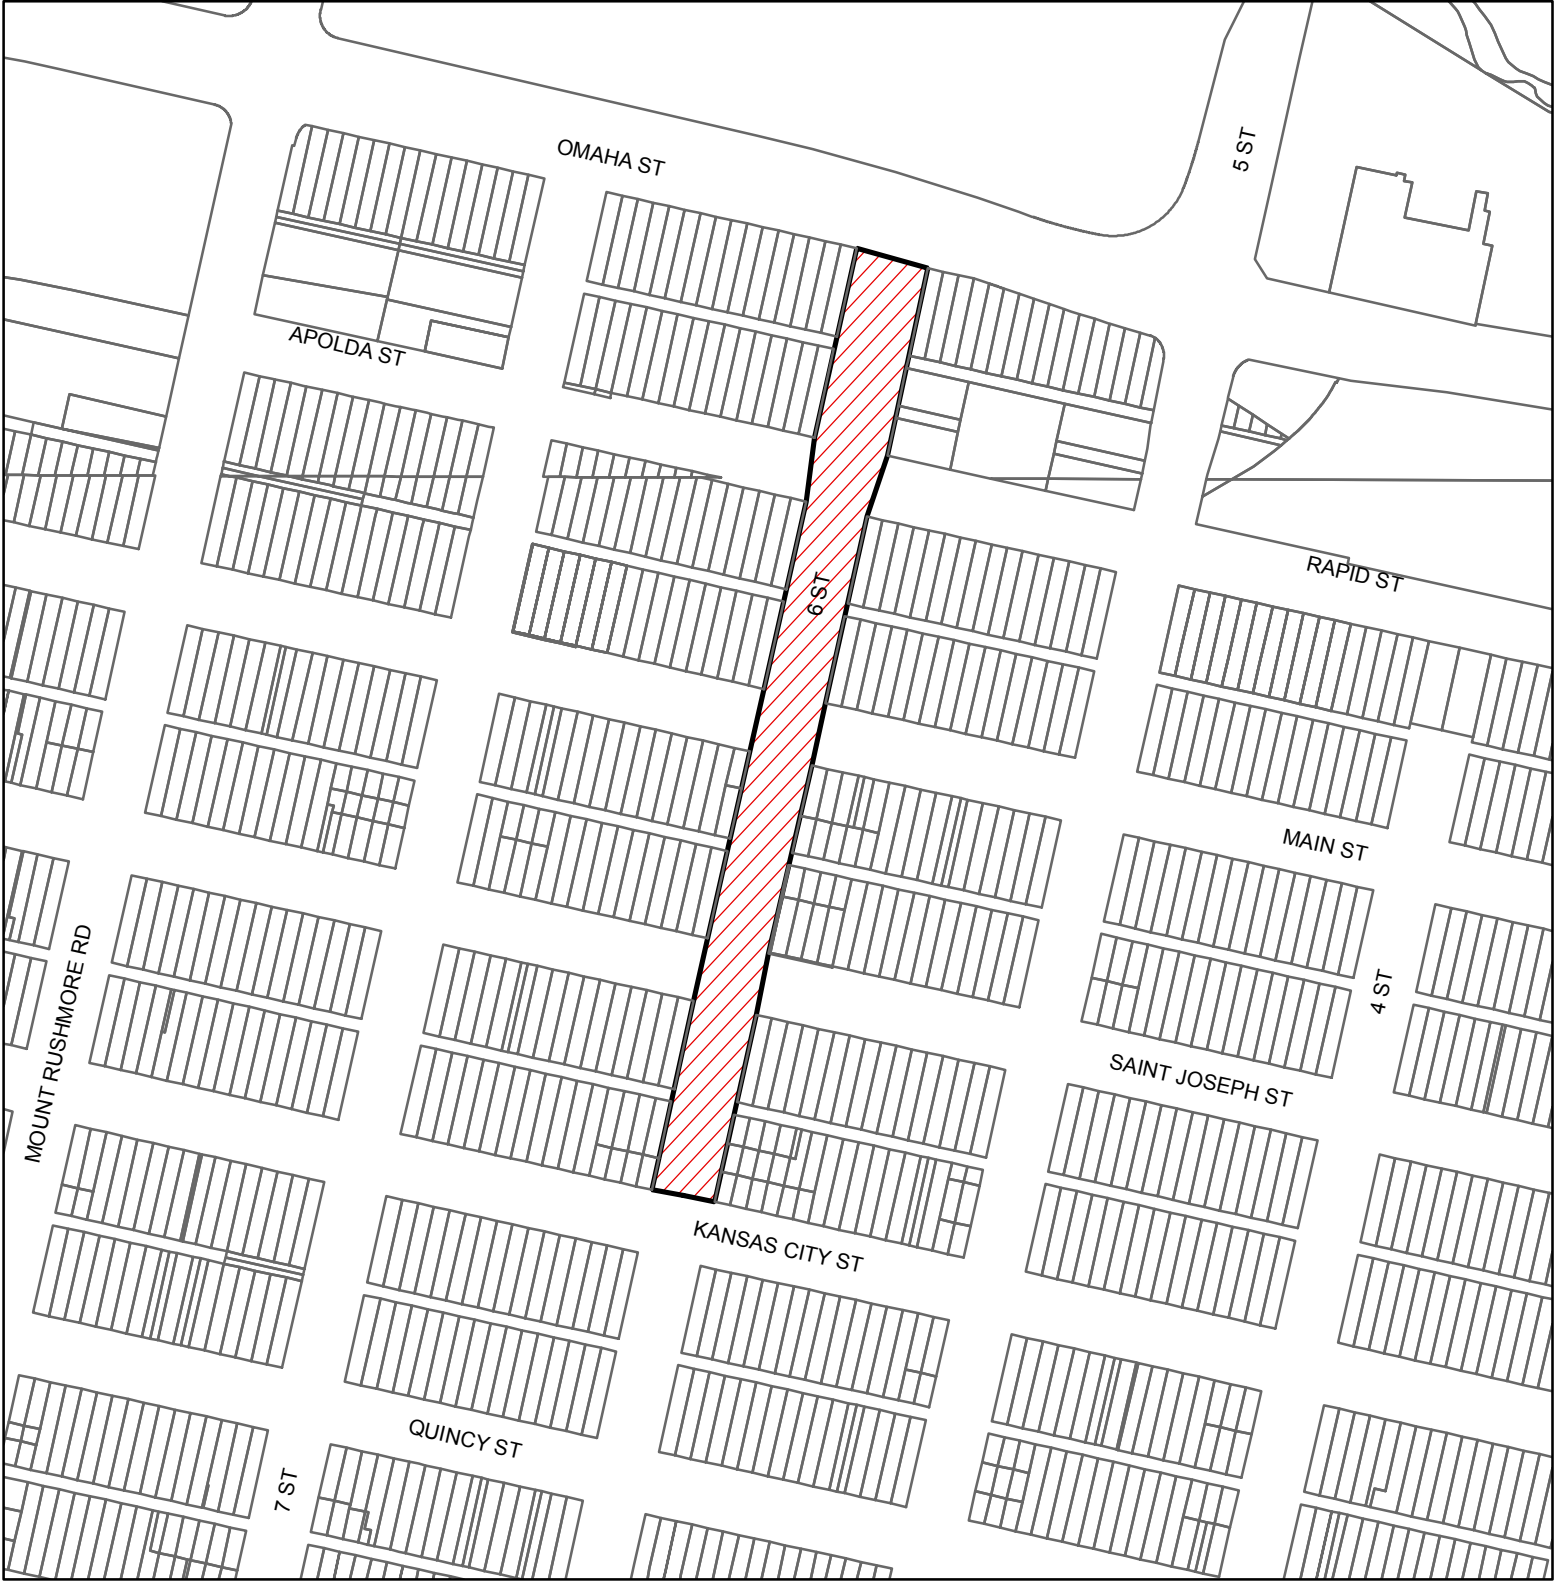 OMAHA ST
5 ST
APOLDA ST
RAPID ST
6 ST
MAIN ST
4 ST
MOUNT RUSHMORE RD
SAINT JOSEPH ST
KANSAS CITY ST
QUINCY ST
7 ST